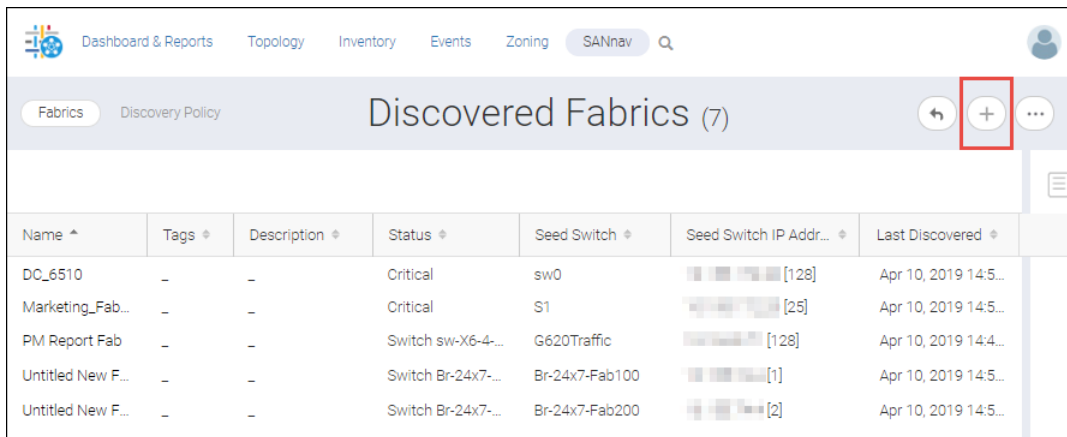 Dashboard & Reports Topology Inventory Events Zoning SANnav
Fabrics Discovery Policy Discovered Fabrics (7)
Name Tags Description Status Seed Switch Seed Switch IP Addr... Last Discovered
DC_6510 – – Critical sw0 [128] Apr 10, 2019 14:5...
Marketing_Fab... – – Critical S1 [25] Apr 10, 2019 14:5...
PM Report Fab – – Switch sw-X6-4-... G620Traffic [128] Apr 10, 2019 14:4...
Untitled New F... – – Switch Br-24x7-... Br-24x7-Fab100 [1] Apr 10, 2019 14:5...
Untitled New F... – – Switch Br-24x7-... Br-24x7-Fab200 [2] Apr 10, 2019 14:5...